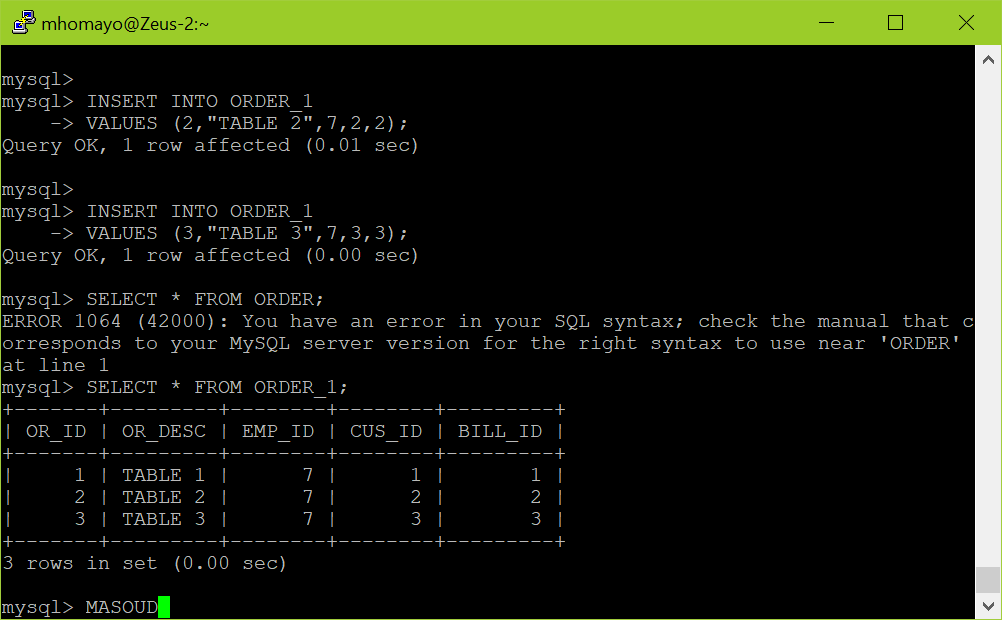 mhomayo@Zeus-2:~
mysql>
mysql> INSERT INTO ORDER_1
    -> VALUES (2,"TABLE 2",7,2,2);
Query OK, 1 row affected (0.01 sec)
mysql>
mysql> INSERT INTO ORDER_1
    -> VALUES (3,"TABLE 3",7,3,3);
Query OK, 1 row affected (0.00 sec)
mysql> SELECT * FROM ORDER;
ERROR 1064 (42000): You have an error in your SQL syntax; check the manual that c
orresponds to your MySQL server version for the right syntax to use near 'ORDER'
at line 1
mysql> SELECT * FROM ORDER_1;
+-------+---------+--------+--------+---------+
| OR_ID | OR_DESC | EMP_ID | CUS_ID | BILL_ID |
+-------+---------+--------+--------+---------+
|     1 | TABLE 1 |      7 |      1 |       1 |
|     2 | TABLE 2 |      7 |      2 |       2 |
|     3 | TABLE 3 |      7 |      3 |       3 |
+-------+---------+--------+--------+---------+
3 rows in set (0.00 sec)
mysql> MASOUD